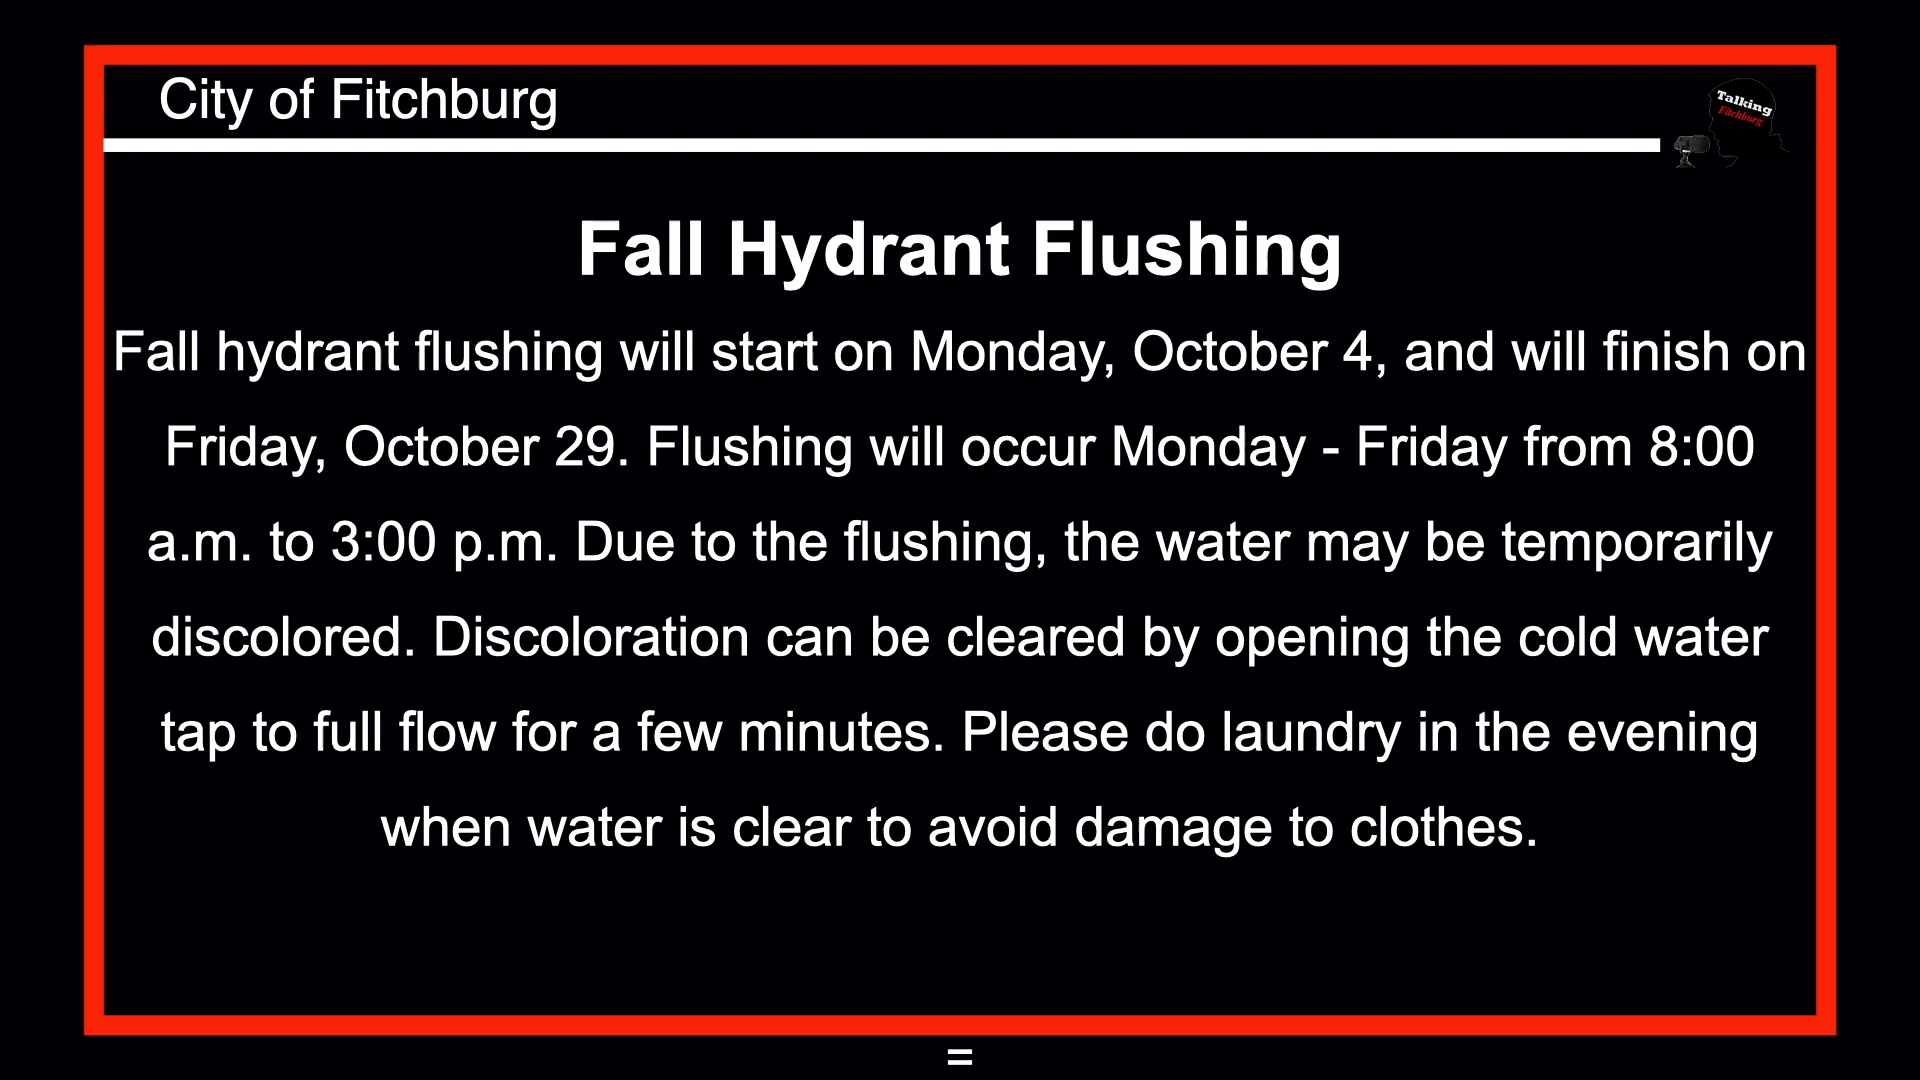 City of Fitchburg
Talking
Fitchburg
Fall Hydrant Flushing
Fall hydrant flushing will start on Monday, October 4, and will finish on
Friday, October 29. Flushing will occur Monday - Friday from 8:00
a.m. to 3:00 p.m. Due to the flushing, the water may be temporarily
discolored. Discoloration can be cleared by opening the cold water
tap to full flow for a few minutes. Please do laundry in the evening
when water is clear to avoid damage to clothes.
=